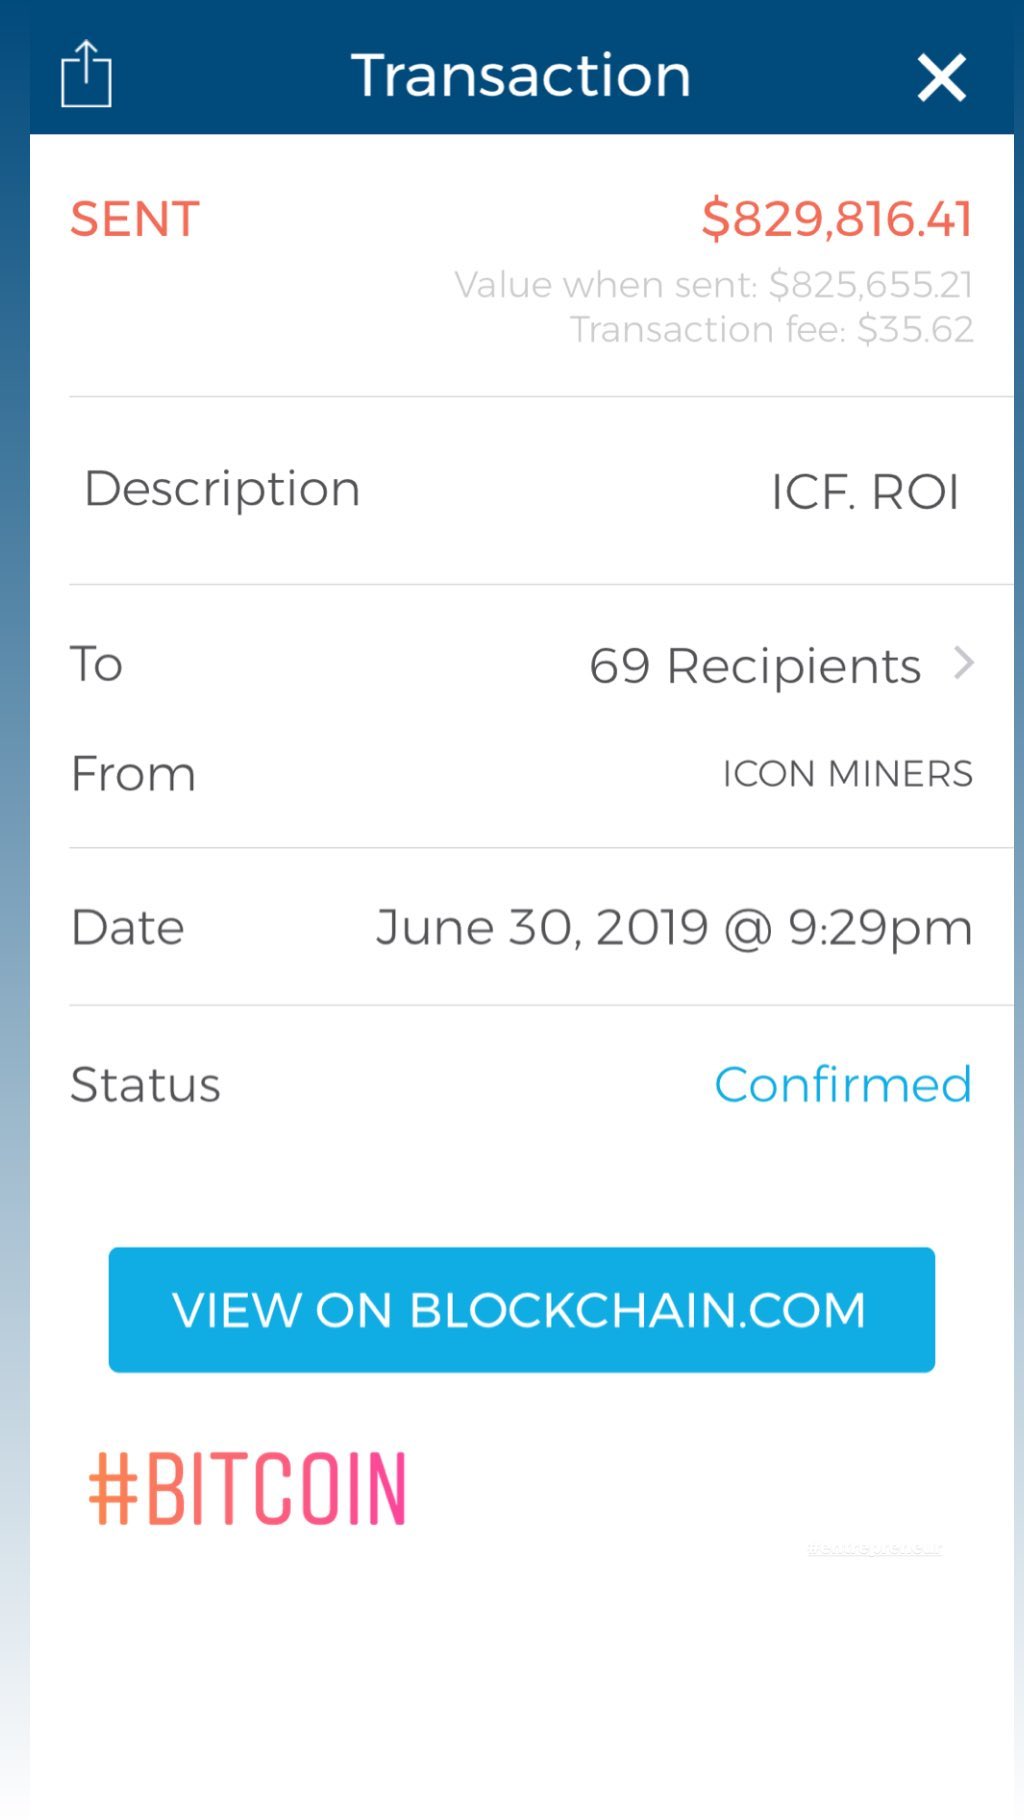 Transaction
SENT $829,816.41
Value when sent: $825,655.21
Transaction fee: $35.62
Description ICF. ROI
To 69 Recipients
From ICON MINERS
Date June 30, 2019 @ 9:29pm
Status Confirmed
VIEW ON BLOCKCHAIN.COM
#BITCOIN
#entrepreneur